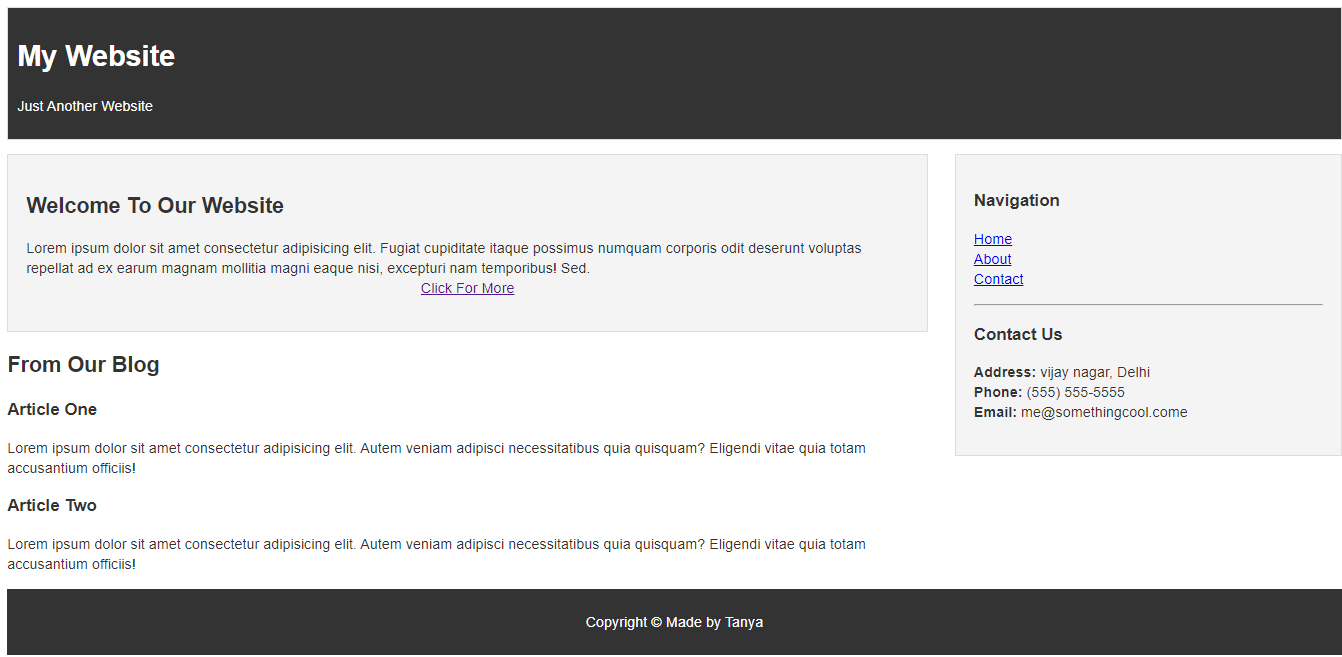 My Website
Just Another Website
Welcome To Our Website
Lorem ipsum dolor sit amet consectetur adipisicing elit. Fugiat cupiditate itaque possimus numquam corporis odit deserunt voluptas
repellat ad ex earum magnam mollitia magni eaque nisi, excepturi nam temporibus! Sed.
Click For More
From Our Blog
Article One
Lorem ipsum dolor sit amet consectetur adipisicing elit. Autem veniam adipisci necessitatibus quia quisquam? Eligendi vitae quia totam
accusantium officiis!
Article Two
Lorem ipsum dolor sit amet consectetur adipisicing elit. Autem veniam adipisci necessitatibus quia quisquam? Eligendi vitae quia totam
accusantium officiis!
Navigation
Home
About
Contact
Contact Us
Address: vijay nagar, Delhi
Phone: (555) 555-5555
Email: me@somethingcool.come
Copyright © Made by Tanya